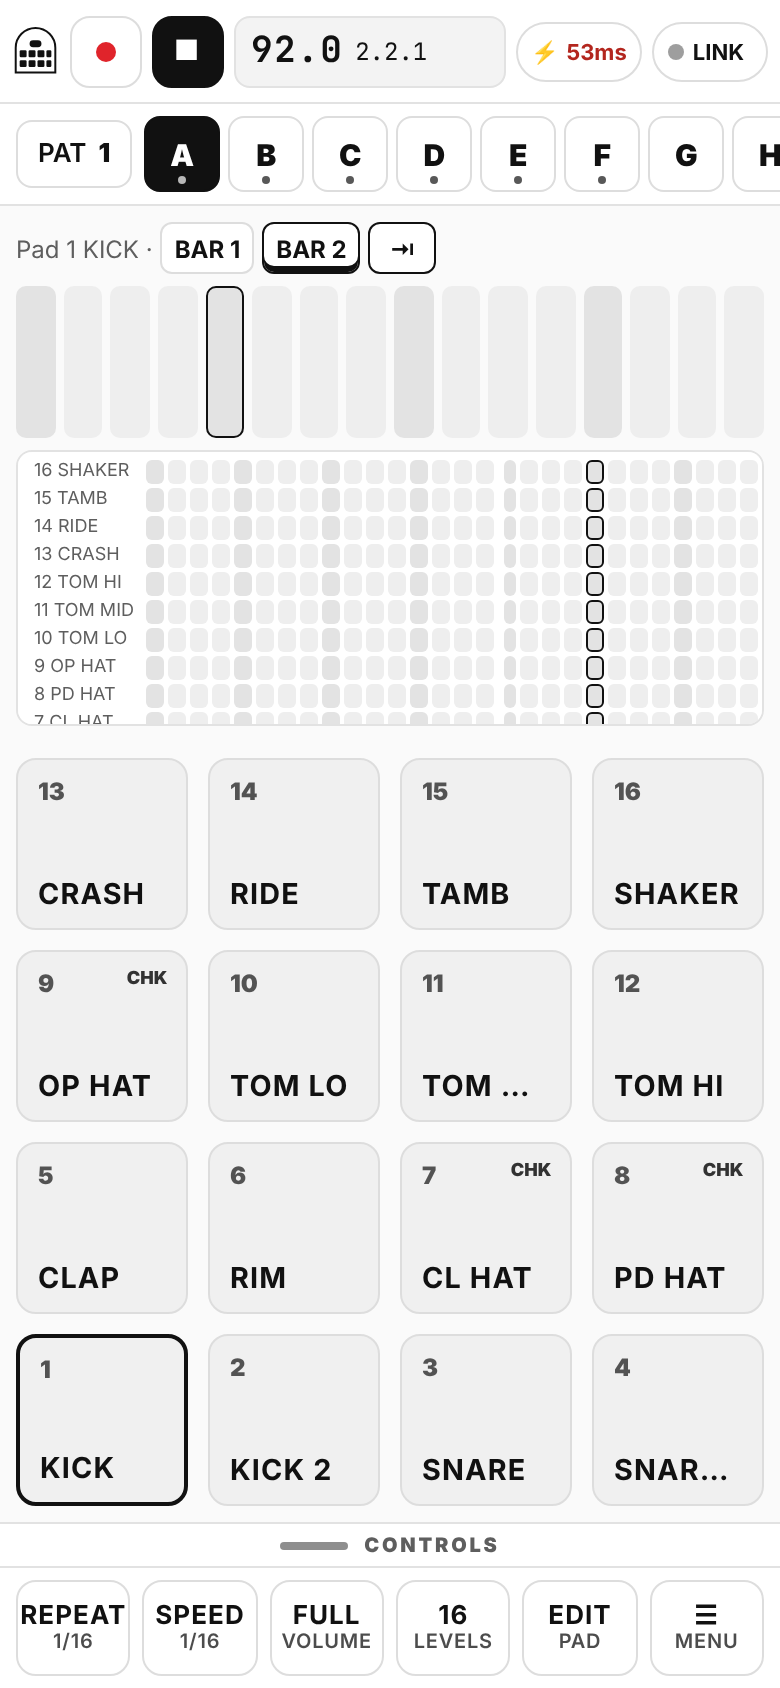 92.0 2.2.1 ⚡ 53ms LINK
PAT 1 A B C D E F G H
Pad 1 KICK · BAR 1 BAR 2 ⇥
16 SHAKER
15 TAMB
14 RIDE
13 CRASH
12 TOM HI
11 TOM MID
10 TOM LO
9 OP HAT
8 PD HAT
7 CL HAT
13 14 15 16
CRASH RIDE TAMB SHAKER
9 CHK 10 11 12
OP HAT TOM LO TOM ... TOM HI
5 6 7 CHK 8 CHK
CLAP RIM CL HAT PD HAT
1 2 3 4
KICK KICK 2 SNARE SNAR...
CONTROLS
REPEAT SPEED FULL 16 EDIT ☰
1/16 1/16 VOLUME LEVELS PAD MENU